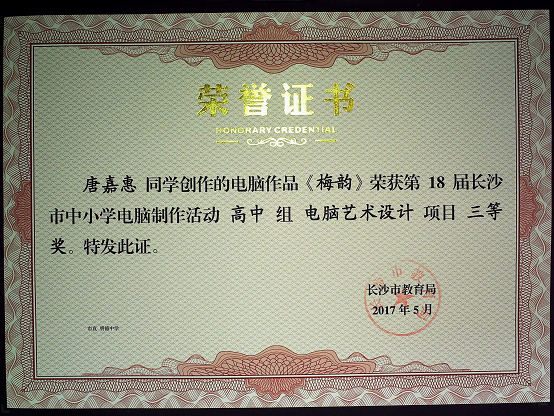 荣誉证书
HONORARY CREDENTIAL
唐嘉惠 同学创作的电脑作品《梅韵》荣获第 18 届长沙
市中小学电脑制作活动 高中 组 电脑艺术设计 项目 三等
奖。特发此证。
长沙市教育局
2017 年 5 月